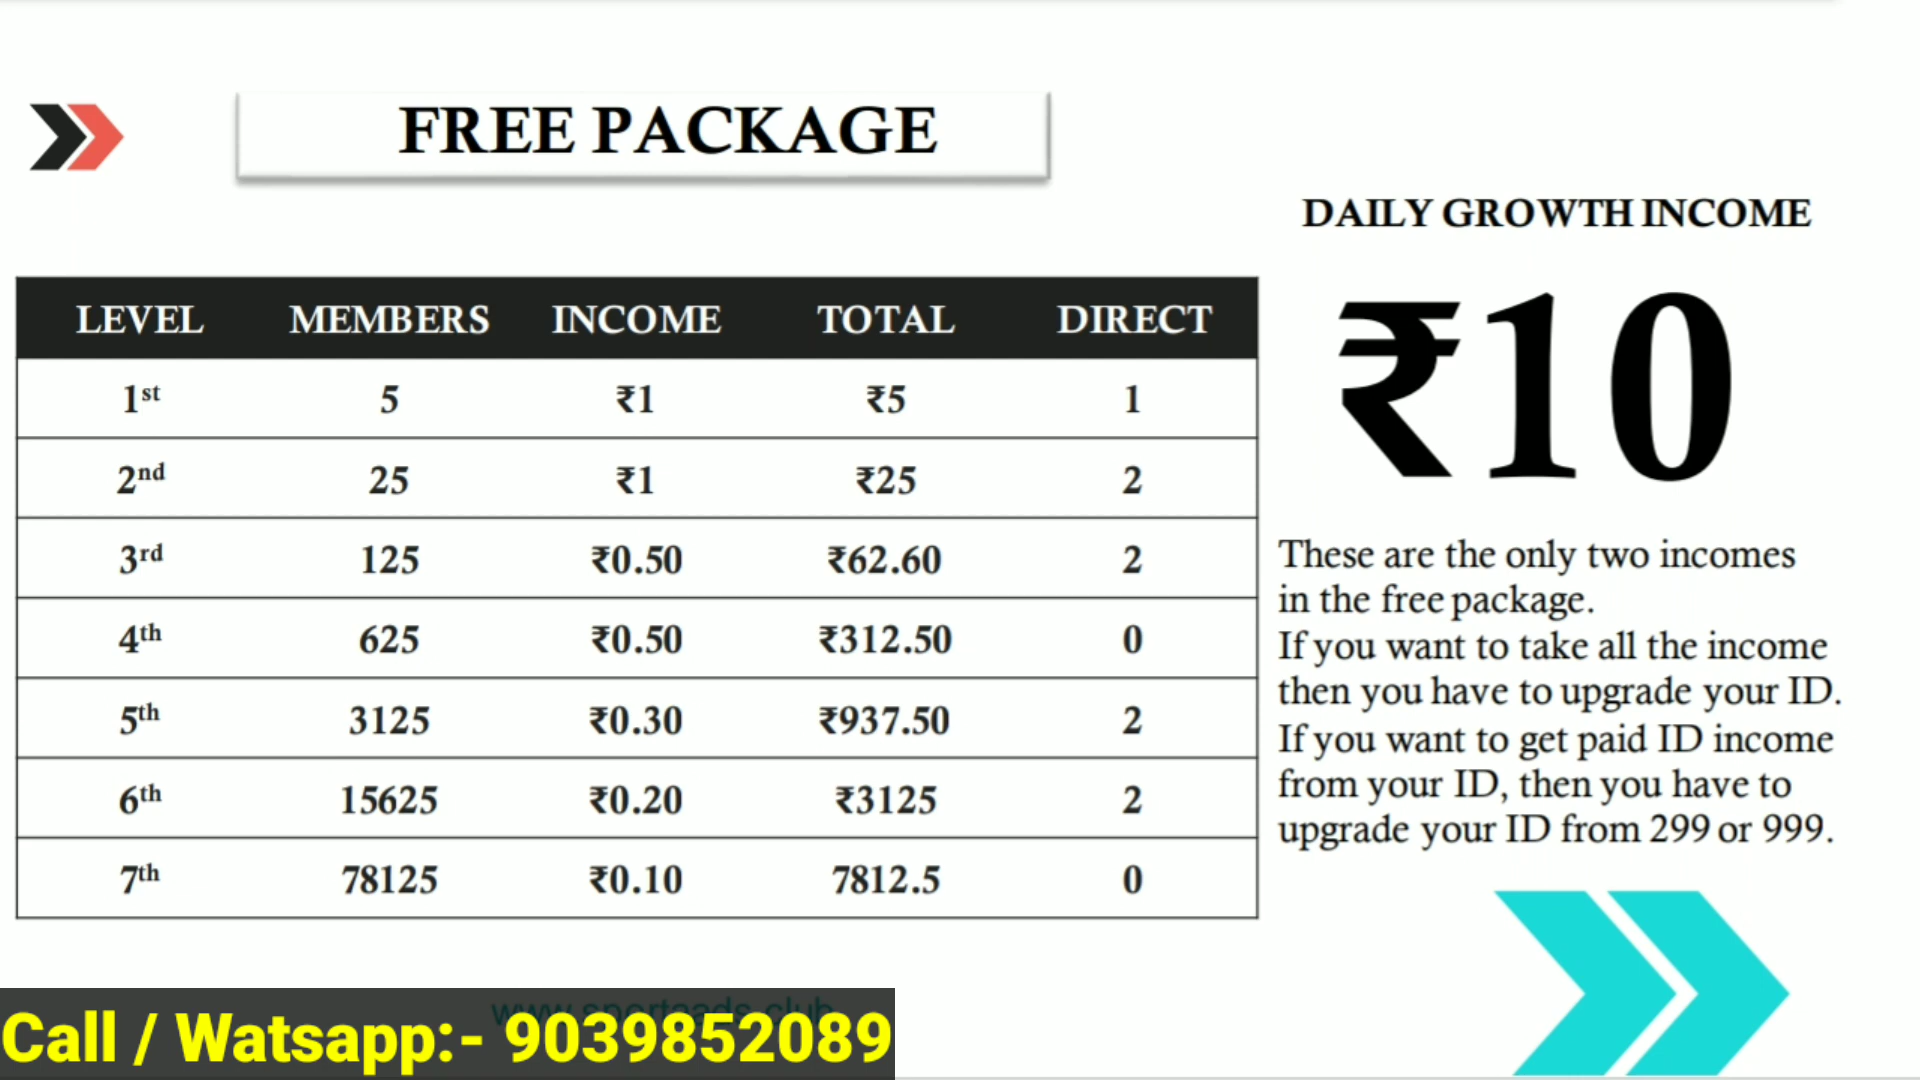 FREE PACKAGE
DAILY GROWTH INCOME
₹10
LEVEL MEMBERS INCOME TOTAL DIRECT
1st 5 ₹1 ₹5 1
2nd 25 ₹1 ₹25 2
3rd 125 ₹0.50 ₹62.60 2
4th 625 ₹0.50 ₹312.50 0
5th 3125 ₹0.30 ₹937.50 2
6th 15625 ₹0.20 ₹3125 2
7th 78125 ₹0.10 7812.5 0
These are the only two incomes
in the free package.
If you want to take all the income
then you have to upgrade your ID.
If you want to get paid ID income
from your ID, then you have to
upgrade your ID from 299 or 999.
Call / Watsapp:- 9039852089